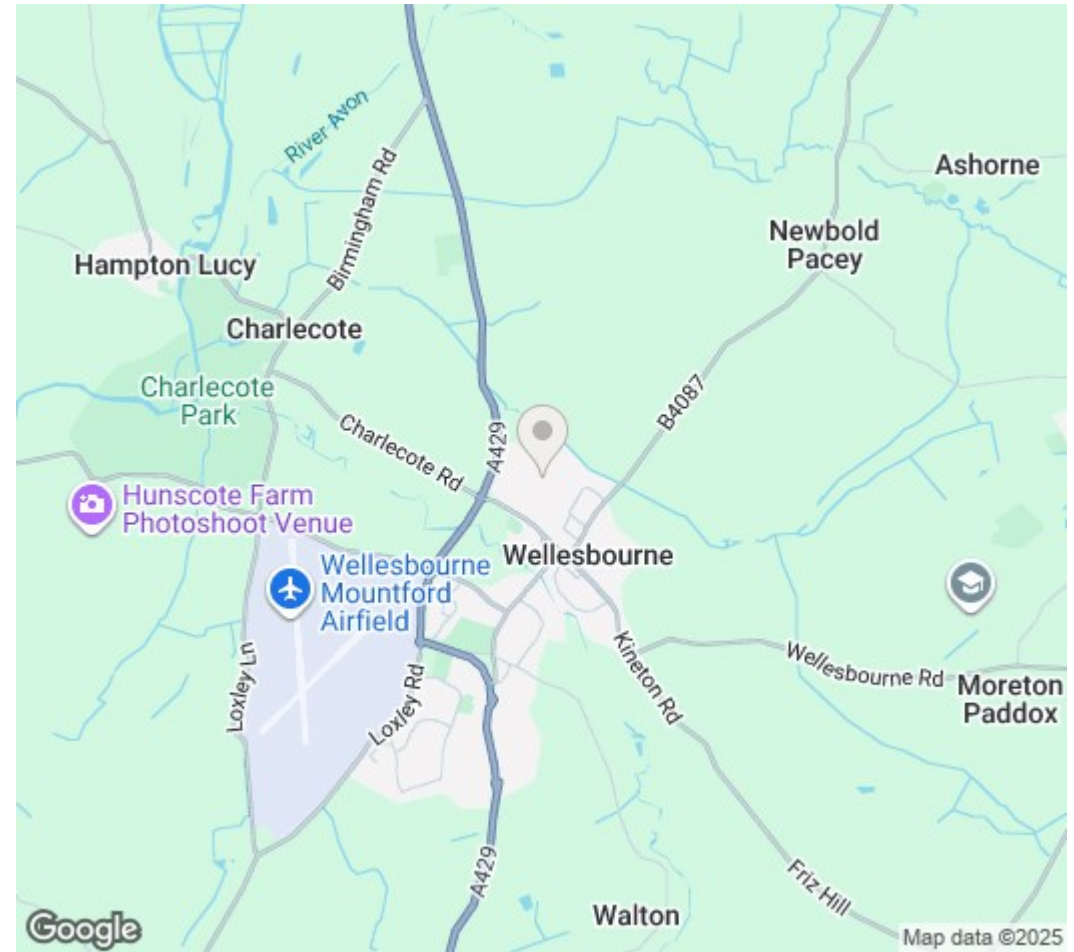 River Avon
Birmingham Rd
Ashorne
Newbold
Pacey
Hampton Lucy
Charlecote
Charlecote
Park
B4087
A429
Charlecote Rd
Hunscote Farm
Photoshoot Venue
Wellesbourne
Wellesbourne
Mountford
Airfield
Loxley Ln
Loxley Rd
Kineton Rd
Wellesbourne Rd
Moreton
Paddox
A429
Friz Hill
Walton
Google
Map data ©2025